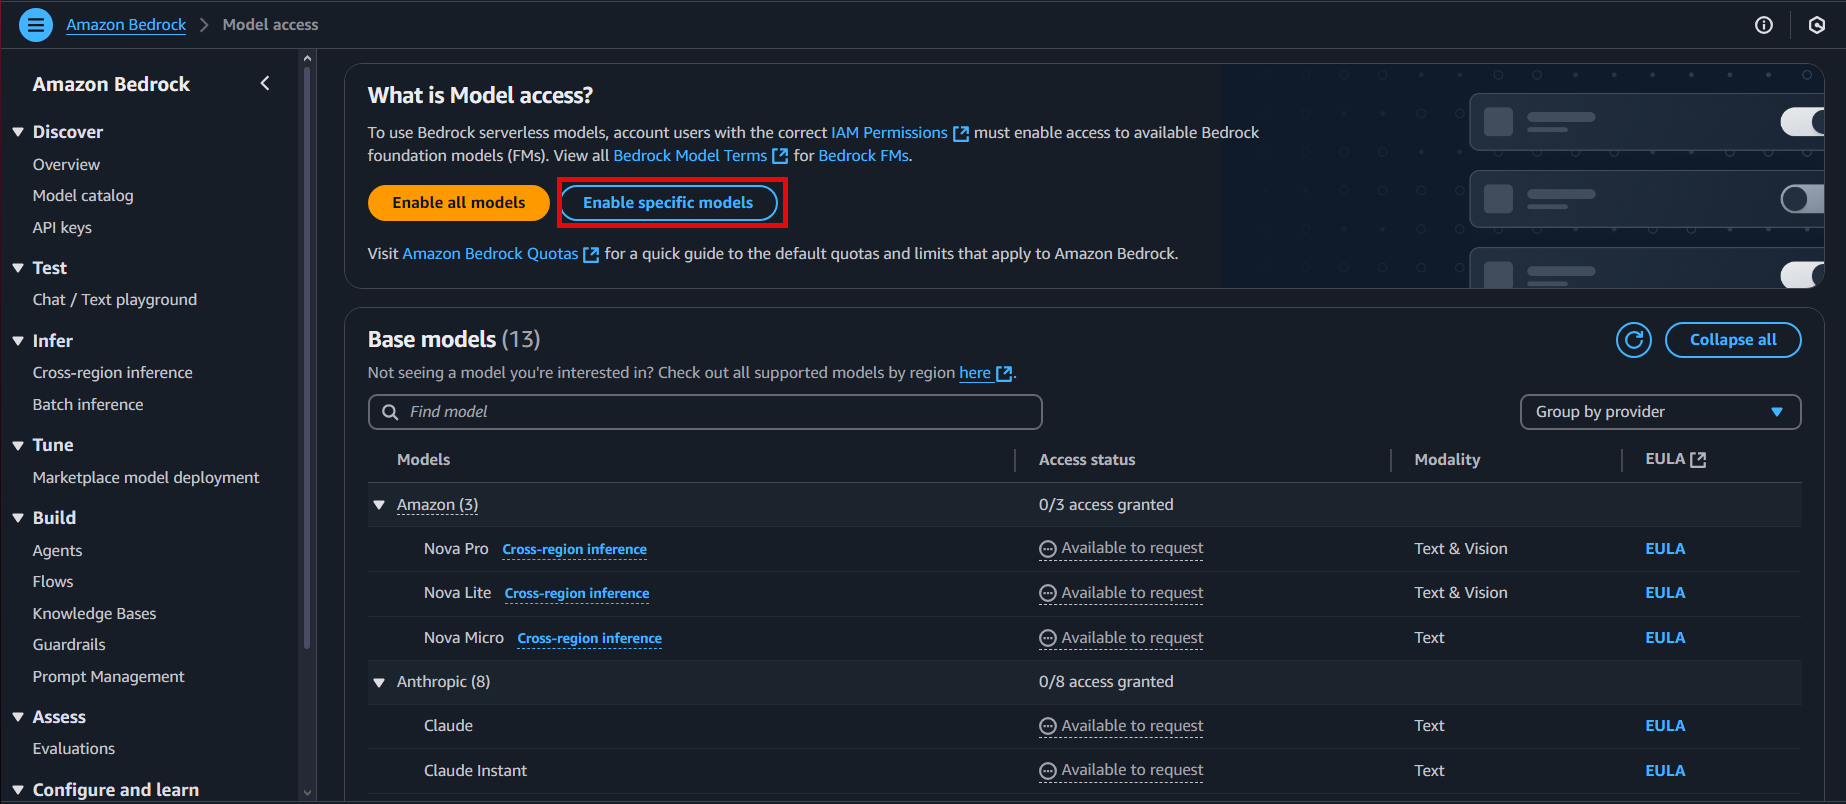 Amazon Bedrock > Model access
Amazon Bedrock
Discover
Overview
Model catalog
API keys
Test
Chat / Text playground
Infer
Cross-region inference
Batch inference
Tune
Marketplace model deployment
Build
Agents
Flows
Knowledge Bases
Guardrails
Prompt Management
Assess
Evaluations
Configure and learn
What is Model access?
To use Bedrock serverless models, account users with the correct IAM Permissions must enable access to available Bedrock
foundation models (FMs). View all Bedrock Model Terms for Bedrock FMs.
Enable all models Enable specific models
Visit Amazon Bedrock Quotas for a quick guide to the default quotas and limits that apply to Amazon Bedrock.
Base models (13)
Collapse all
Not seeing a model you're interested in? Check out all supported models by region here.
Find model
Group by provider
Models Access status Modality EULA
Amazon (3) 0/3 access granted
Nova Pro Cross-region inference Available to request Text & Vision EULA
Nova Lite Cross-region inference Available to request Text & Vision EULA
Nova Micro Cross-region inference Available to request Text EULA
Anthropic (8) 0/8 access granted
Claude Available to request Text EULA
Claude Instant Available to request Text EULA